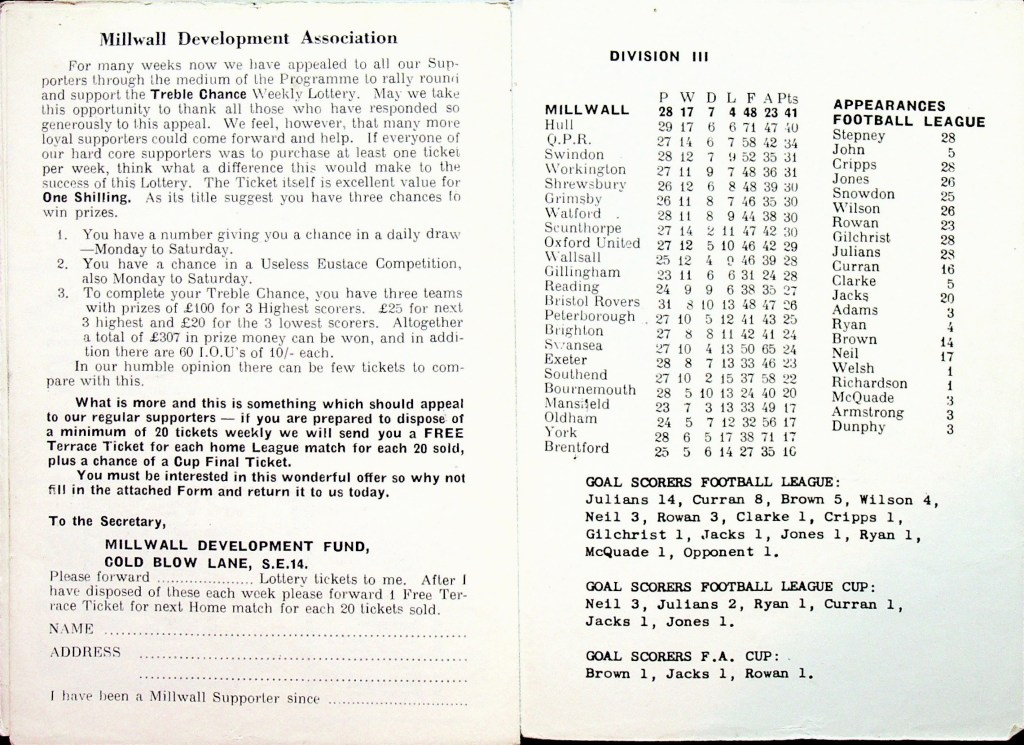 Millwall Development Association
For many weeks now we have appealed to all our Sup-
porters through the medium of the Programme to rally round
and support the Treble Chance Weekly Lottery. May we take
this opportunity to thank all those who have responded so
generously to this appeal. We feel, however, that many more
loyal supporters could come forward and help. If everyone of
our hard core supporters was to purchase at least one ticket
per week, think what a difference this would make to the
success of this Lottery. The Ticket itself is excellent value for
One Shilling. As its title suggest you have three chances to
win prizes.
1. You have a number giving you a chance in a daily draw
—Monday to Saturday.
2. You have a chance in a Useless Eustace Competition,
also Monday to Saturday.
3. To complete your Treble Chance, you have three teams
with prizes of £100 for 3 Highest scorers. £25 for next
3 highest and £20 for the 3 lowest scorers. Altogether
a total of £307 in prize money can be won, and in addi-
tion there are 60 I.O.U's of 10/- each.
In our humble opinion there can be few tickets to com-
pare with this.
What is more and this is something which should appeal
to our regular supporters — if you are prepared to dispose of
a minimum of 20 tickets weekly we will send you a FREE
Terrace Ticket for each home League match for each 20 sold,
plus a chance of a Cup Final Ticket.
You must be interested in this wonderful offer so why not
fill in the attached Form and return it to us today.
To the Secretary,
MILLWALL DEVELOPMENT FUND,
COLD BLOW LANE, S.E.14.
Please forward .................... Lottery tickets to me. After I
have disposed of these each week please forward 1 Free Ter-
race Ticket for next Home match for each 20 tickets sold.
NAME ................................................................
ADDRESS ................................................................
................................................................
I have been a Millwall Supporter since ............................
DIVISION III
P W D L F A Pts
MILLWALL 28 17 7 4 48 23 41
Hull 29 17 6 6 71 47 40
Q.P.R. 27 14 6 7 58 42 34
Swindon 28 12 7 9 52 35 31
Workington 27 11 9 7 48 36 31
Shrewsbury 26 12 6 8 48 39 30
Grimsby 26 11 8 7 46 35 30
Watford 28 11 8 9 44 38 30
Scunthorpe 27 14 2 11 47 42 30
Oxford United 27 12 5 10 46 42 29
Wallsall 25 12 4 9 46 39 28
Gillingham 23 11 6 6 31 24 28
Reading 24 9 9 6 38 35 27
Bristol Rovers 31 8 10 13 48 47 26
Peterborough 27 10 5 12 41 43 25
Brighton 27 8 8 11 42 41 24
Swansea 27 10 4 13 50 65 24
Exeter 28 8 7 13 33 46 23
Southend 27 10 2 15 37 58 22
Bournemouth 28 5 10 13 24 40 20
Mansfield 23 7 3 13 33 49 17
Oldham 24 5 7 12 32 56 17
York 28 6 5 17 38 71 17
Brentford 25 5 6 14 27 35 16
APPEARANCES
FOOTBALL LEAGUE
Stepney 28
John 5
Cripps 28
Jones 26
Snowdon 25
Wilson 26
Rowan 23
Gilchrist 28
Julians 28
Curran 16
Clarke 5
Jacks 20
Adams 3
Ryan 4
Brown 14
Neil 17
Welsh 1
Richardson 1
McQuade 3
Armstrong 3
Dunphy 3
GOAL SCORERS FOOTBALL LEAGUE:
Julians 14, Curran 8, Brown 5, Wilson 4,
Neil 3, Rowan 3, Clarke 1, Cripps 1,
Gilchrist 1, Jacks 1, Jones 1, Ryan 1,
McQuade 1, Opponent 1.
GOAL SCORERS FOOTBALL LEAGUE CUP:
Neil 3, Julians 2, Ryan 1, Curran 1,
Jacks 1, Jones 1.
GOAL SCORERS F.A. CUP:
Brown 1, Jacks 1, Rowan 1.